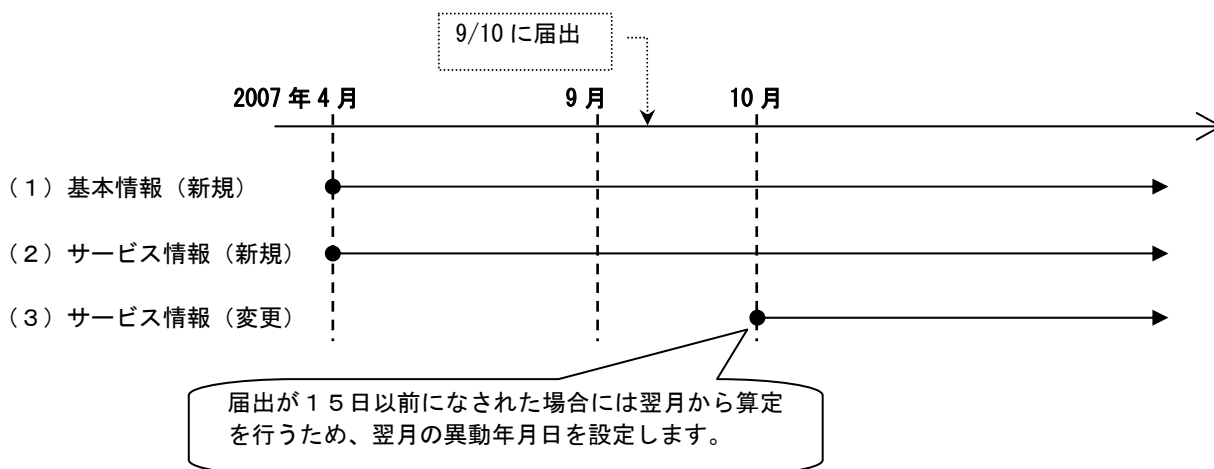 9/10 に届出
2007 年 4 月
9 月
10 月
（１）基本情報（新規）
（２）サービス情報（新規）
（３）サービス情報（変更）
届出が１５日以前になされた場合には翌月から算定
を行うため、翌月の異動年月日を設定します。